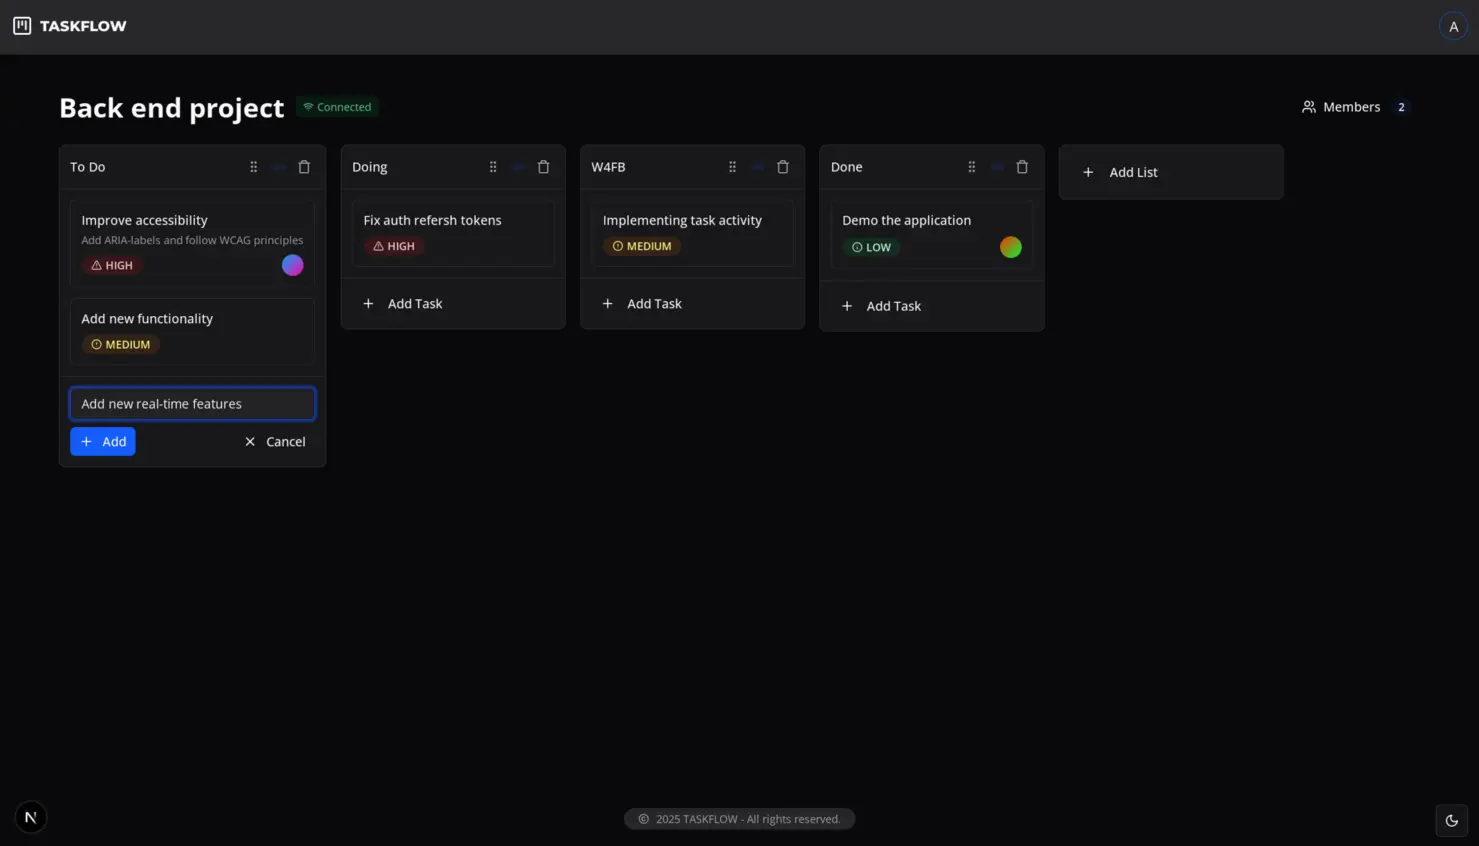 TASKFLOW
A
Back end project
Connected
Members 2
To Do
Improve accessibility
Add ARIA-labels and follow WCAG principles
HIGH
Add new functionality
MEDIUM
Add new real-time features
+ Add
× Cancel
Doing
Fix auth refersh tokens
HIGH
+ Add Task
W4FB
Implementing task activity
MEDIUM
+ Add Task
Done
Demo the application
LOW
+ Add Task
+ Add List
N
© 2025 TASKFLOW - All rights reserved.